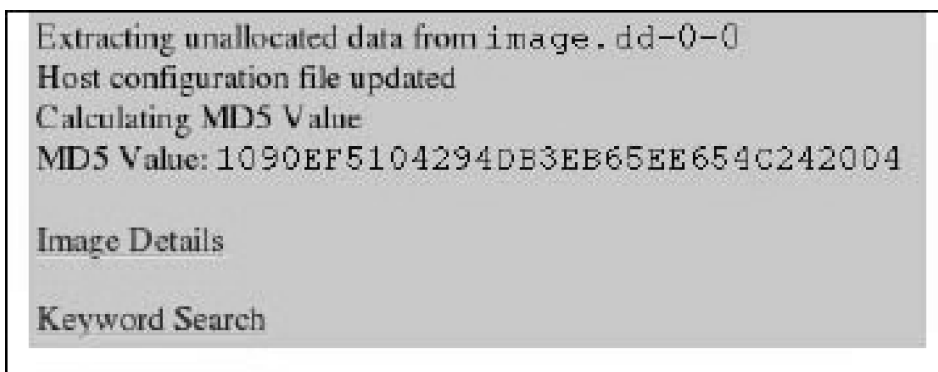 Extracting unallocated data from image.dd-0-0
Host configuration file updated
Calculating MD5 Value
MD5 Value: 1090EF5104294DB3EB65EE654C242004
Image Details
Keyword Search